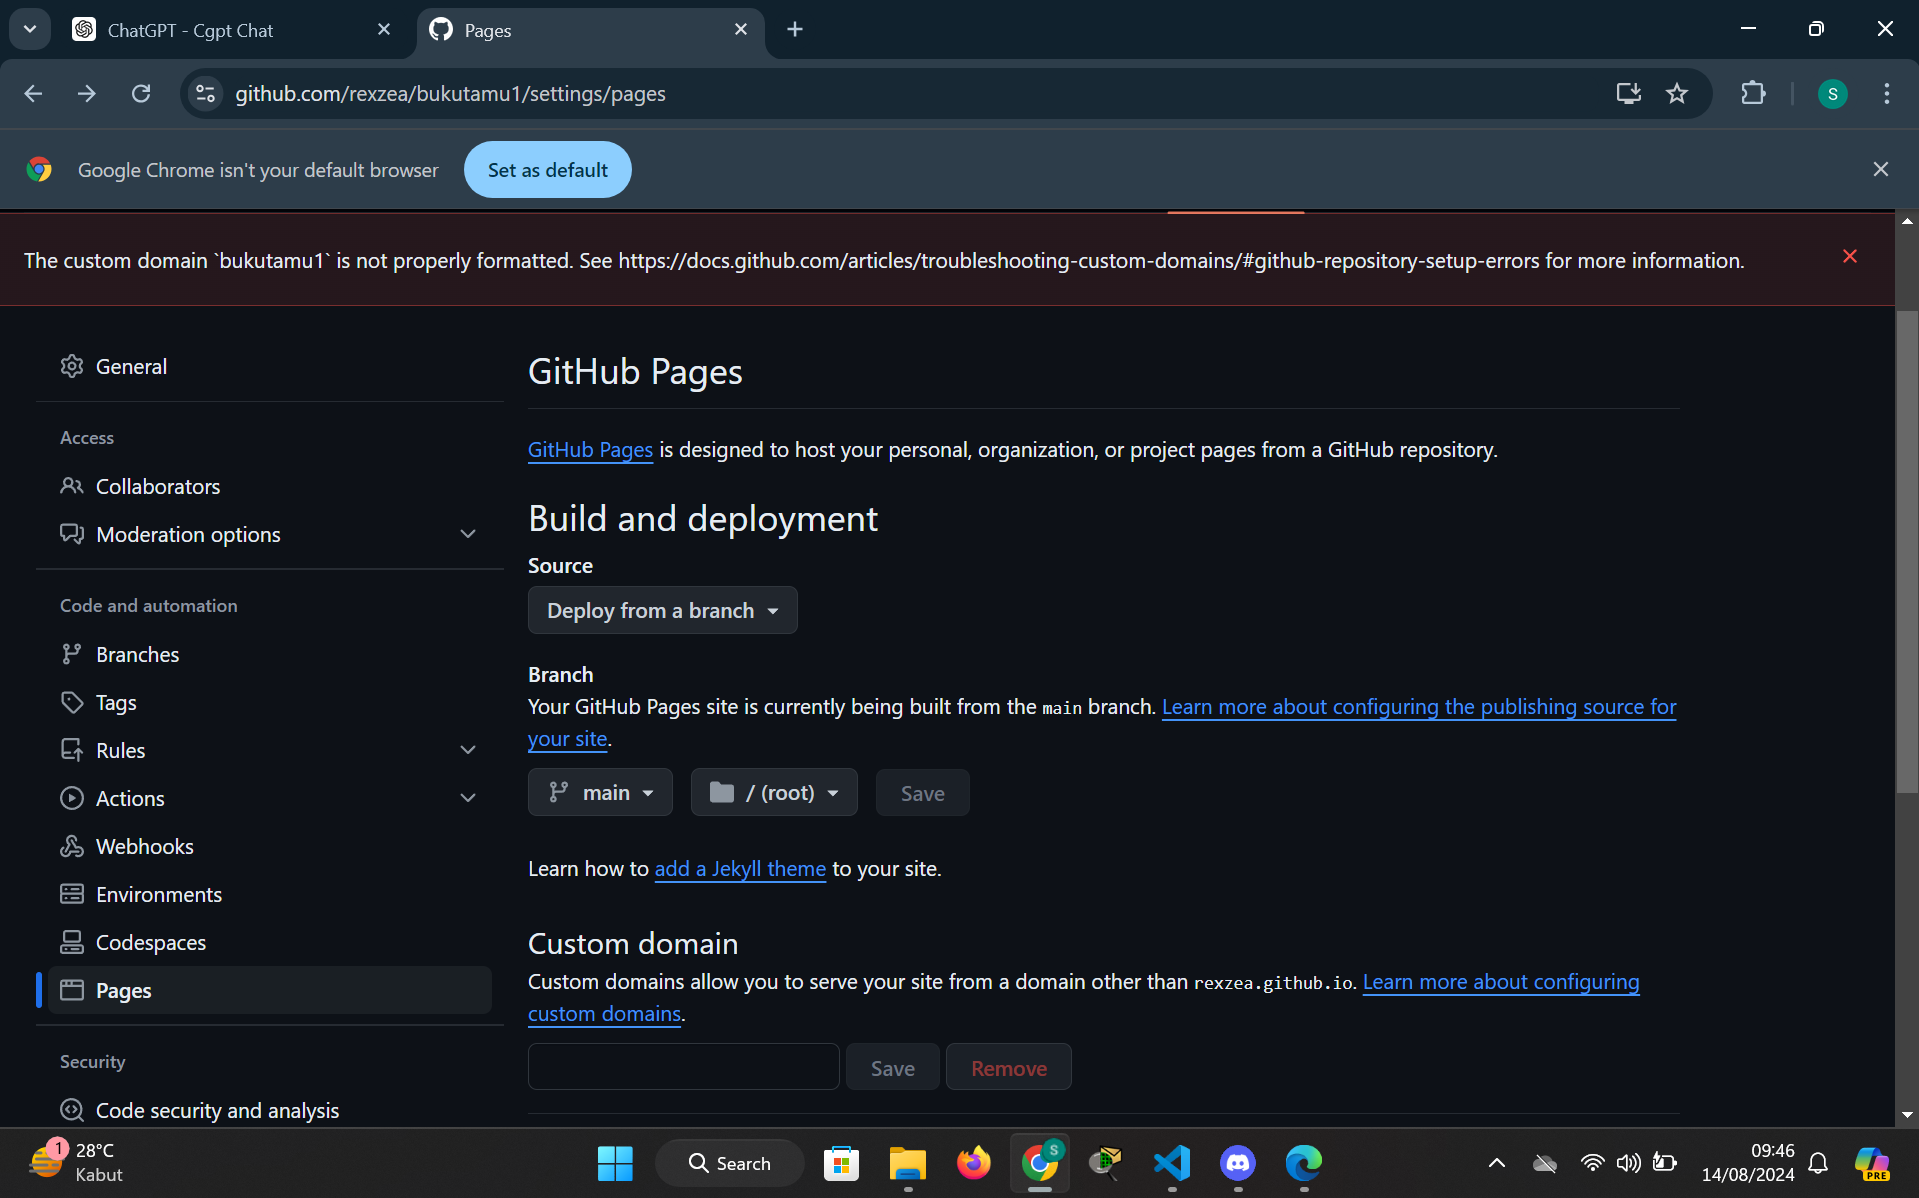 ChatGPT - Cgpt Chat
Pages
github.com/rexzea/bukutamu1/settings/pages
S
Google Chrome isn't your default browser
Set as default
The custom domain `bukutamu1` is not properly formatted. See https://docs.github.com/articles/troubleshooting-custom-domains/#github-repository-setup-errors for more information.
General
Access
Collaborators
Moderation options
Code and automation
Branches
Tags
Rules
Actions
Webhooks
Environments
Codespaces
Pages
Security
Code security and analysis
GitHub Pages
GitHub Pages is designed to host your personal, organization, or project pages from a GitHub repository.
Build and deployment
Source
Deploy from a branch
Branch
Your GitHub Pages site is currently being built from the main branch. Learn more about configuring the publishing source for
your site.
main
/ (root)
Save
Learn how to add a Jekyll theme to your site.
Custom domain
Custom domains allow you to serve your site from a domain other than rexzea.github.io. Learn more about configuring
custom domains.
Save
Remove
1
28°C
Kabut
Search
S
09:46
14/08/2024
PRE